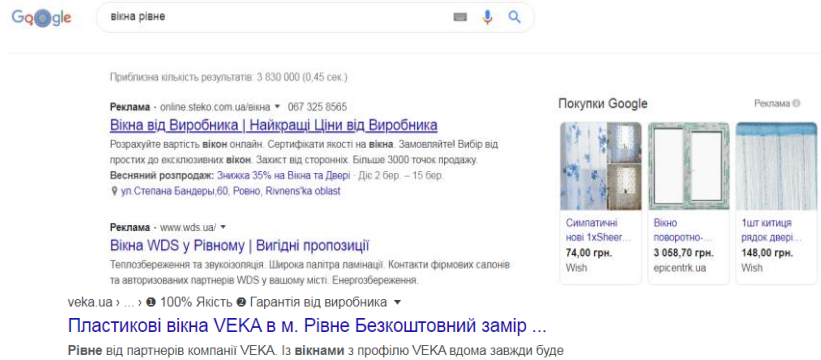 Google
вікна рівне
Приблизна кількість результатів: 3 830 000 (0,45 сек.)
Реклама · online.steko.com.ua/вікна ▾ 067 325 8565
Вікна від Виробника | Найкращі Ціни від Виробника
Розрахуйте вартість вікон онлайн. Сертифікати якості на вікна. Замовляйте! Вибір від
простих до ексклюзивних вікон. Захист від сторонніх. Більше 3000 точок продажу.
Весняний розпродаж: Знижка 35% на Вікна та Двері · Діє 2 бер. – 15 бер.
ул.Степана Бандеры,60, Ровно, Rivnens'ka oblast
Реклама · www.wds.ua/ ▾
Вікна WDS у Рівному | Вигідні пропозиції
Теплозбереження та звукоізоляція. Широка палітра ламінації. Контакти фірмових салонів
та авторизованих партнерів WDS у вашому місті. Енергозбереження.
veka.ua › ... › ❶ 100% Якість ❷ Гарантія від виробника ▾
Пластикові вікна VEKA в м. Рівне Безкоштовний замір ...
Рівне від партнерів компанії VEKA. Із вікнами з профілю VEKA вдома завжди буде
Покупки Google
Реклама
Симпатичні
нові 1xSheer...
74,00 грн.
Wish
Вікно
поворотно-...
3 058,70 грн.
epicentrk.ua
1шт китиця
рядок двері...
148,00 грн.
Wish